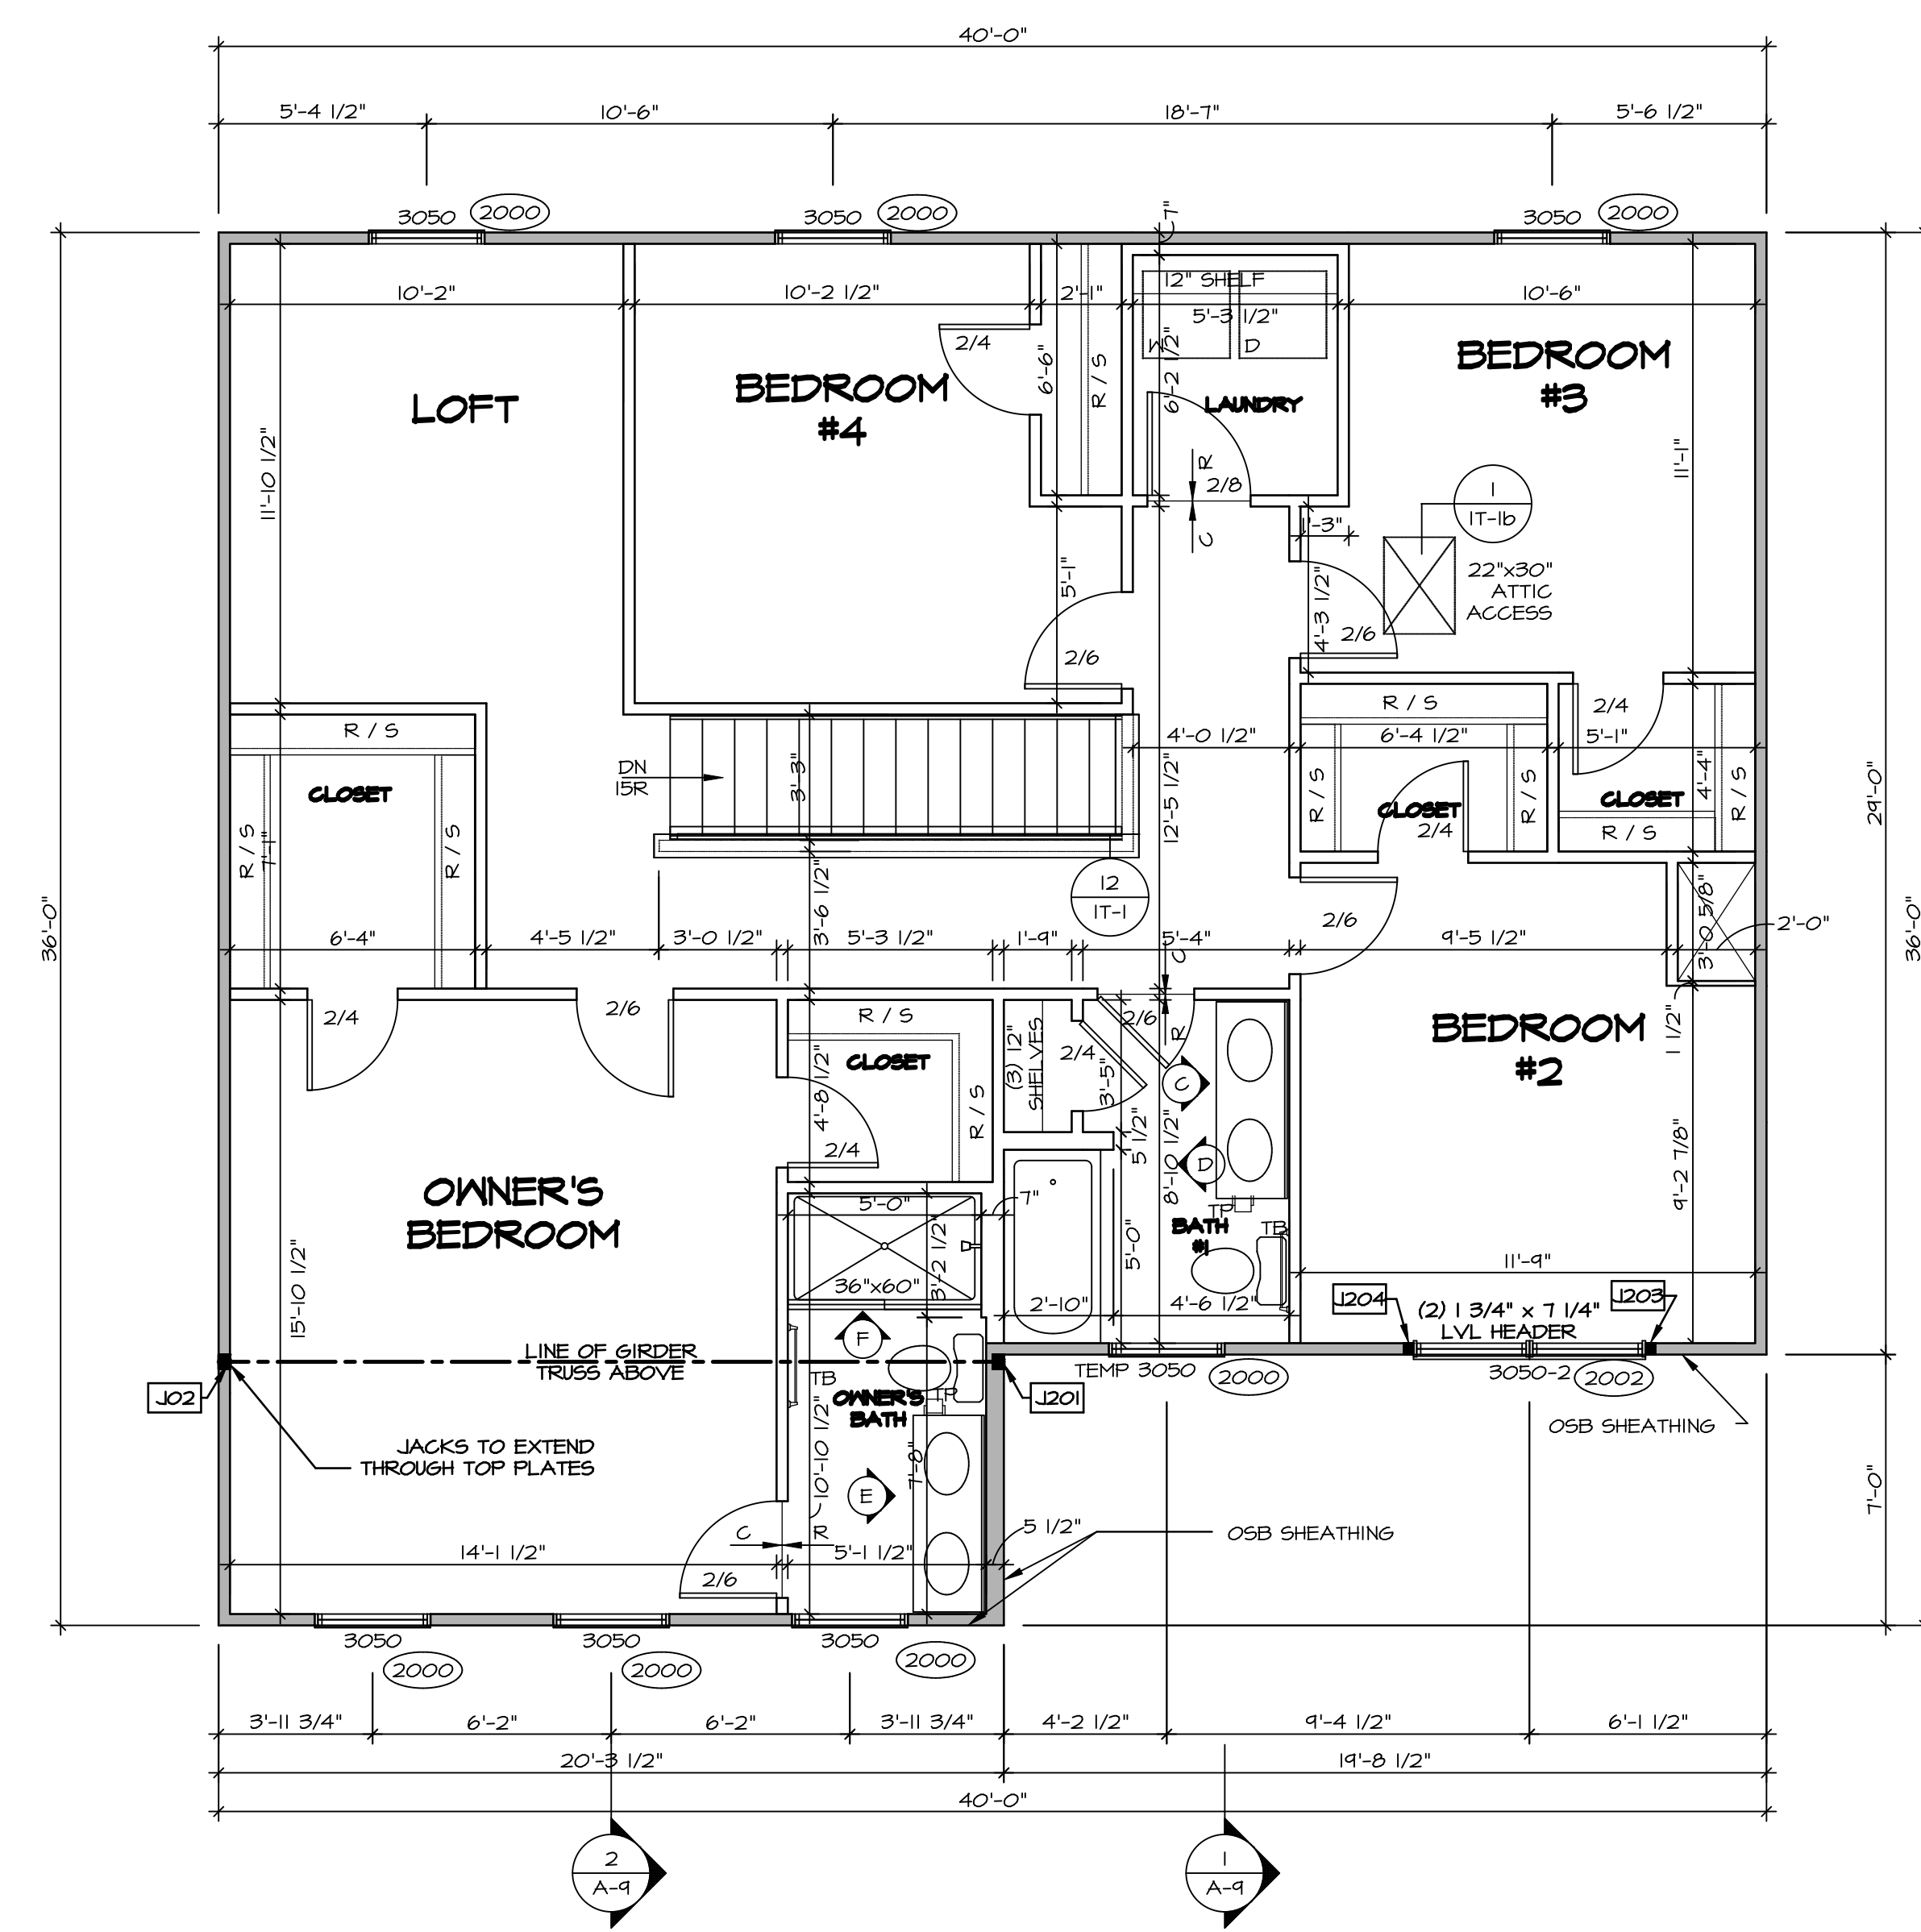 40'-0"
5'-4 1/2"
10'-6"
18'-7"
5'-6 1/2"
3050
2000
3050
2000
7"
3050
2000
10'-2"
10'-2 1/2"
2'-1"
12" SHELF
5'-3 1/2"
10'-6"
W
D
2/4
6'-6"
R / S
6'-2 1/2"
LAUNDRY
LOFT
BEDROOM
#4
BEDROOM
#3
11'-10 1/2"
11'-1"
R
2/8
C
1'-3"
1
IT-1b
22"x30"
ATTIC
ACCESS
5'-1"
4'-3 1/2"
2/6
2/6
R / S
CLOSET
R / S
R / S
7'-1"
DN
15R
3'-3"
4'-0 1/2"
12'-5 1/2"
R / S
6'-4 1/2"
5'-1"
2/4
R / S
R / S
CLOSET
2/4
CLOSET
R / S
R / S
4'-4"
29'-0"
36'-0"
36'-0"
12
IT-1
3'-6 1/2"
6'-4"
4'-5 1/2"
3'-0 1/2"
5'-3 1/2"
1'-9"
5'-4"
C
R
2/6
9'-5 1/2"
3'-0 5/8"
2'-0"
1 1/2"
2/4
2/6
R / S
CLOSET
R / S
4'-8 1/2"
2/4
(3) 12"
SHELVES
2/4
2/6
3'-5"
5 1/2"
8'-10 1/2"
C
D
TP
TB
BATH
#1
BEDROOM
#2
9'-2 7/8"
OWNER'S
BEDROOM
15'-10 1/2"
5'-0"
7"
36"x60"
3'-2 1/2"
5'-0"
2'-10"
4'-6 1/2"
11'-9"
J204
J203
(2) 1 3/4" x 7 1/4"
LVL HEADER
LINE OF GIRDER
TRUSS ABOVE
F
TB
TP
OWNER'S
BATH
TEMP 3050
2000
3050-2
2002
J02
J201
OSB SHEATHING
JACKS TO EXTEND
THROUGH TOP PLATES
10'-10 1/2"
7'-8"
E
7'-0"
C
R
5 1/2"
OSB SHEATHING
14'-1 1/2"
5'-1 1/2"
2/6
3050
2000
3050
2000
3050
2000
3'-11 3/4"
6'-2"
6'-2"
3'-11 3/4"
4'-2 1/2"
9'-4 1/2"
6'-1 1/2"
20'-3 1/2"
19'-8 1/2"
40'-0"
2
A-9
1
A-9